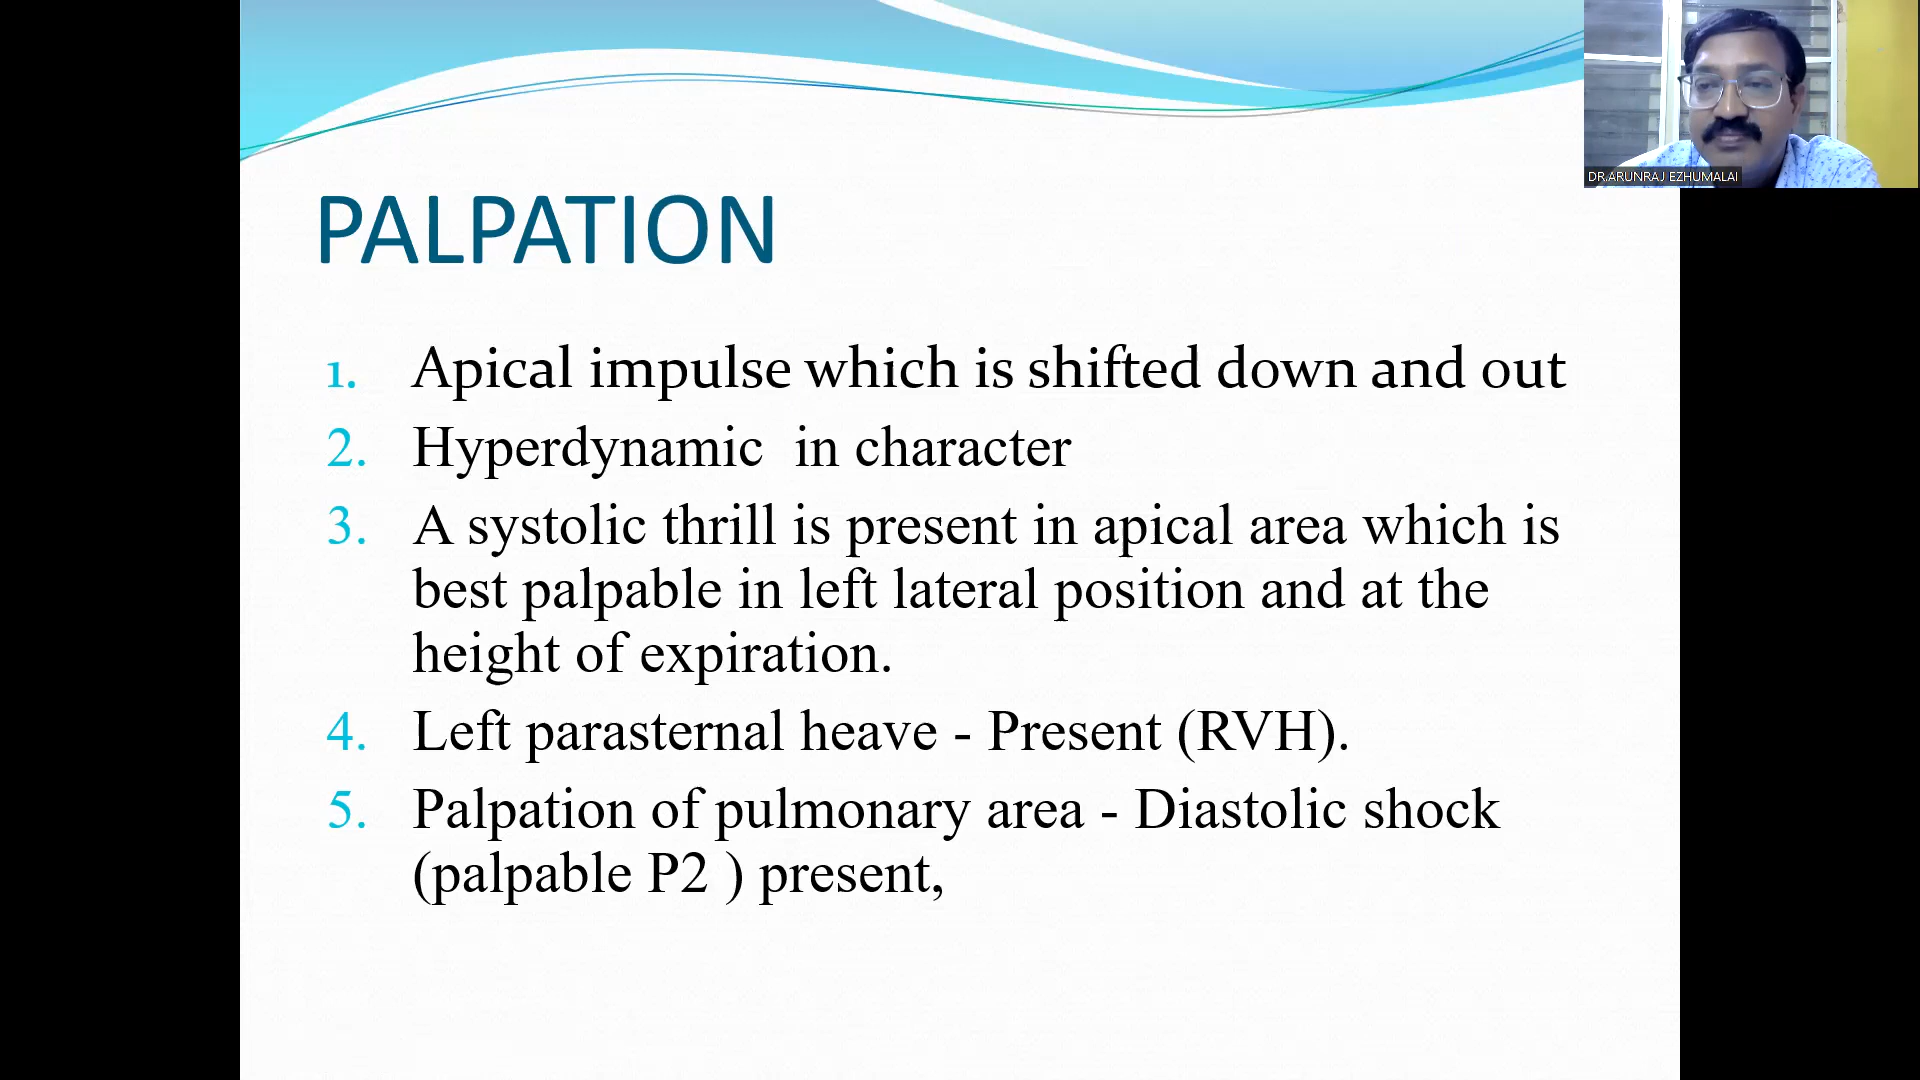 DR.ARUNRAJ EZHUMALAI
PALPATION
1. Apical impulse which is shifted down and out
2. Hyperdynamic in character
3. A systolic thrill is present in apical area which is
best palpable in left lateral position and at the
height of expiration.
4. Left parasternal heave - Present (RVH).
5. Palpation of pulmonary area - Diastolic shock
(palpable P2 ) present,